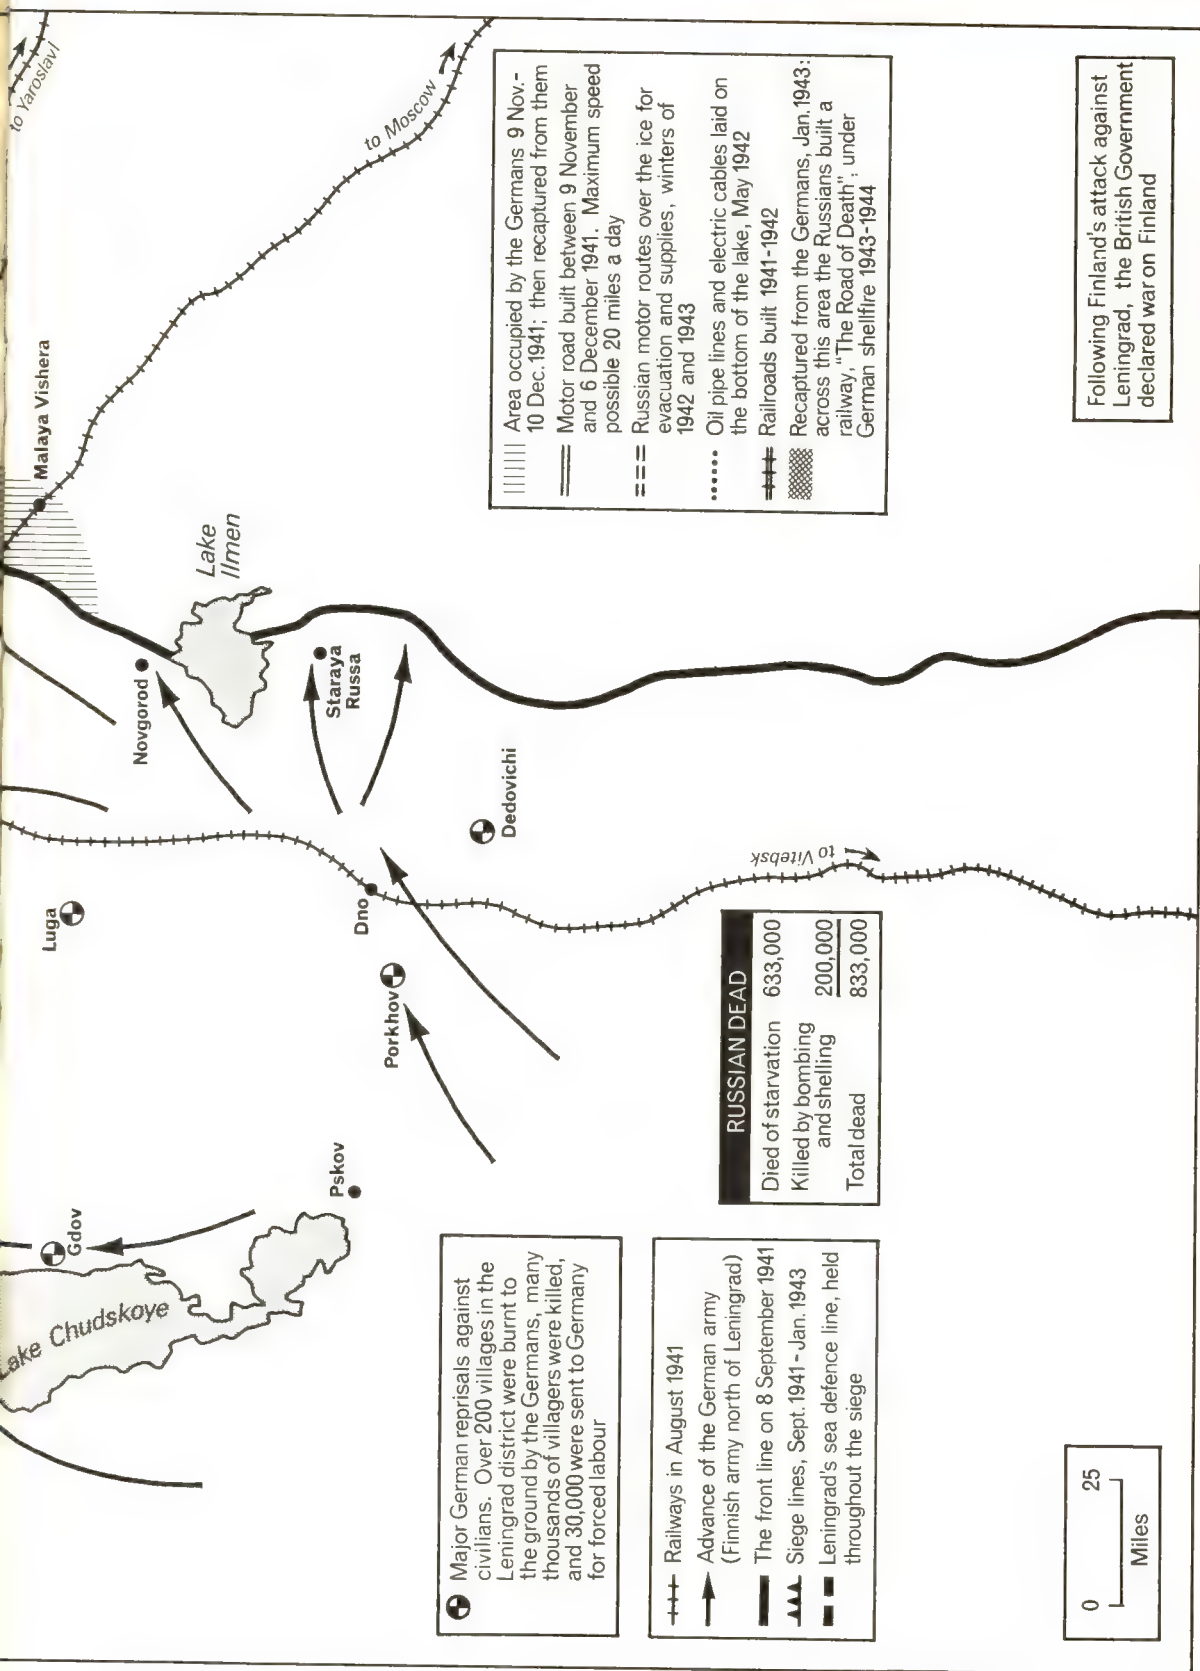 to Yaroslavl
to Moscow
Malaya Vishera
Lake
Ilmen
Novgorod
Staraya
Russa
Luga
Dno
Dedovichi
Porkhov
Pskov
Gdov
Lake Chudskoye
to Vitebsk
Major German reprisals against
civilians. Over 200 villages in the
Leningrad district were burnt to
the ground by the Germans, many
thousands of villagers were killed,
and 30,000 were sent to Germany
for forced labour
Railways in August 1941
Advance of the German army
(Finnish army north of Leningrad)
The front line on 8 September 1941
Siege lines, Sept.1941-Jan.1943
Leningrad's sea defence line, held
throughout the siege
0 25
Miles
RUSSIAN DEAD
Died of starvation 633,000
Killed by bombing
and shelling 200,000
Total dead 833,000
Area occupied by the Germans 9 Nov.-
10 Dec.1941; then recaptured from them
Motor road built between 9 November
and 6 December 1941. Maximum speed
possible 20 miles a day
Russian motor routes over the ice for
evacuation and supplies, winters of
1942 and 1943
Oil pipe lines and electric cables laid on
the bottom of the lake, May 1942
Railroads built 1941-1942
Recaptured from the Germans, Jan.1943:
across this area the Russians built a
railway, "The Road of Death"; under
German shellfire 1943-1944
Following Finland's attack against
Leningrad, the British Government
declared war on Finland